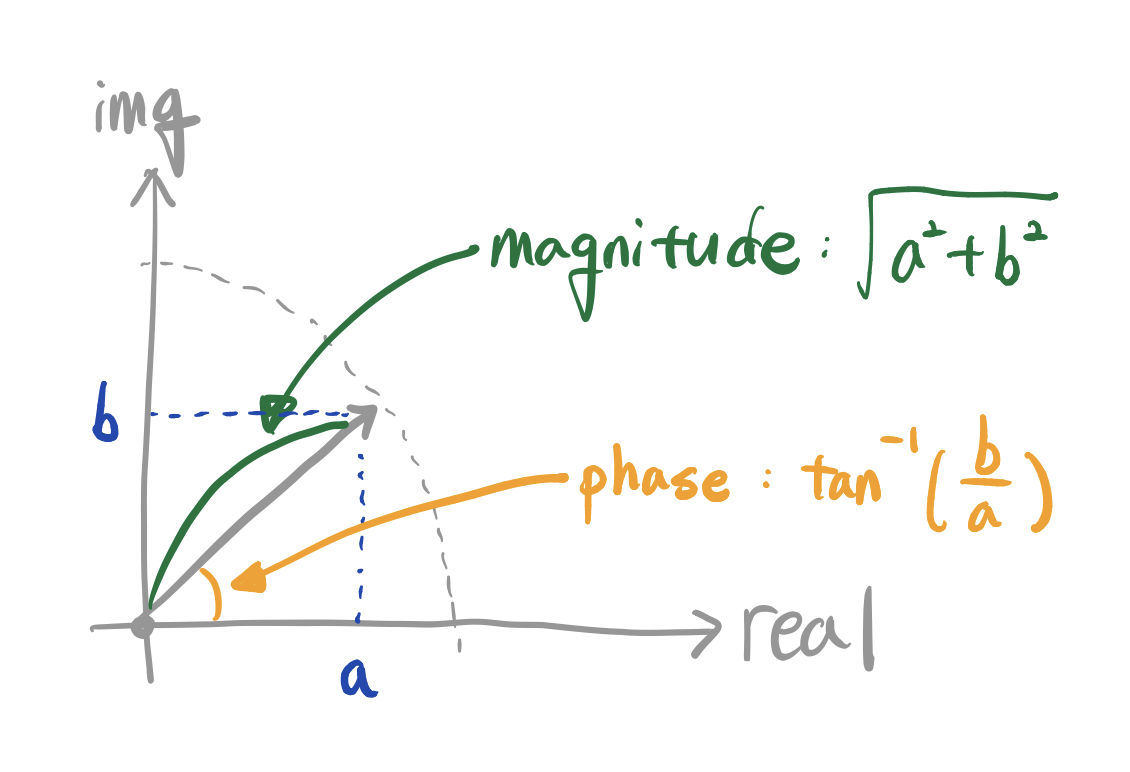 img
magnitude : √(a² + b²)
b
phase : tan⁻¹(b/a)
real
a